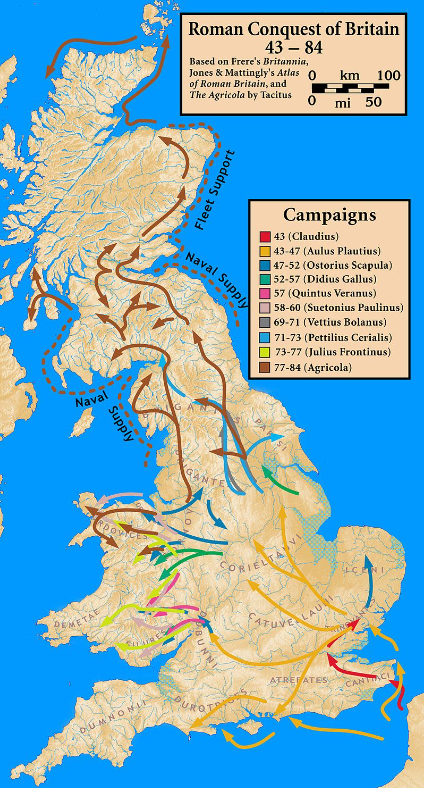 Roman Conquest of Britain
43 – 84
Based on Frere's Britannia,
Jones & Mattingly's Atlas
of Roman Britain, and
The Agricola by Tacitus
0 km 100
0 mi 50
Fleet Support
Naval Supply
Campaigns
43 (Claudius)
43-47 (Aulus Plautius)
47-52 (Ostorius Scapula)
52-57 (Didius Gallus)
57 (Quintus Veranus)
58-60 (Suetonius Paulinus)
69-71 (Vettius Bolanus)
71-73 (Pettilius Cerialis)
73-77 (Julius Frontinus)
77-84 (Agricola)
Naval
Supply
CORIELTAUVI
ICENI
CATUVELLAUNI
DEMETAE
SILURES
ATREBATES
CANTIACI
DUROTRIGES
DUMNONII